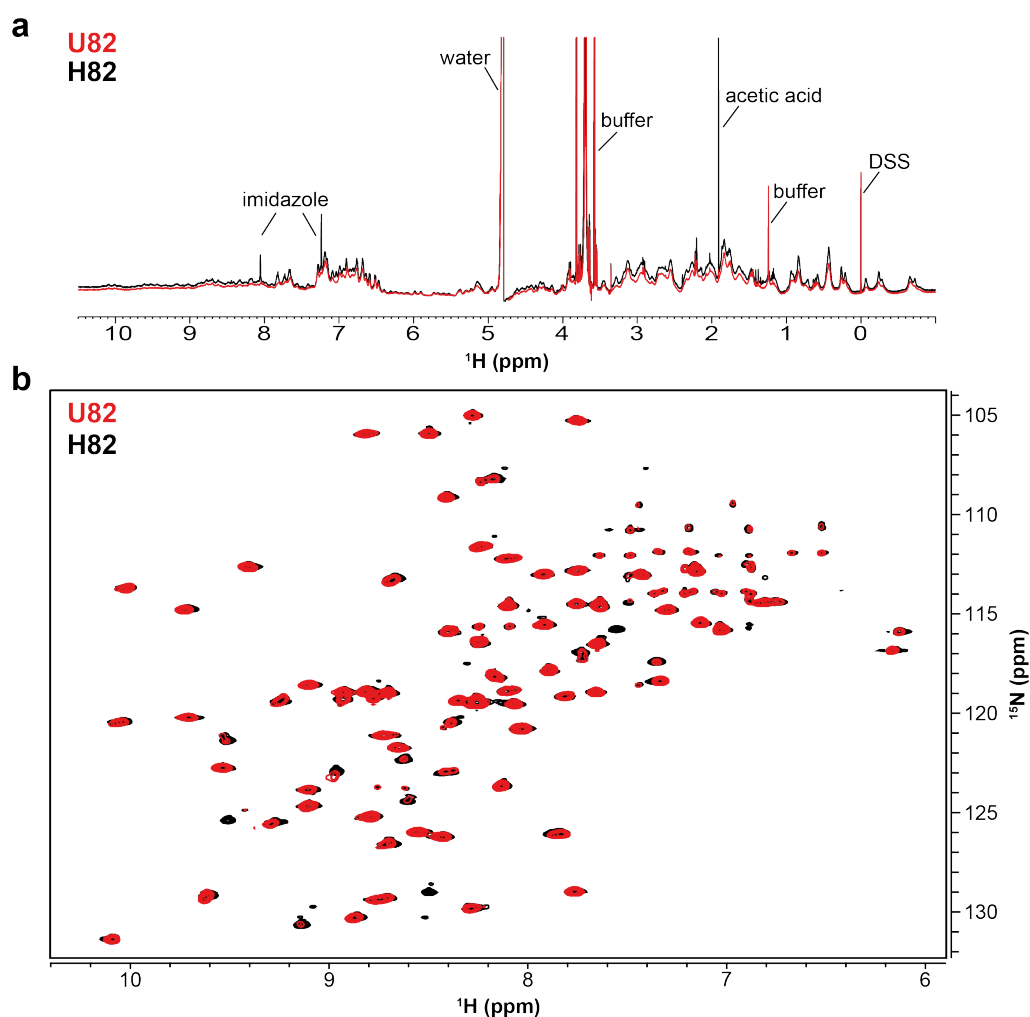 a
U82
H82
water
acetic acid
buffer
DSS
imidazole
buffer
10 9 8 7 6 5 4 3 2 1 0
¹H (ppm)
b
U82
H82
105
110
115
120
125
130
¹⁵N (ppm)
10 9 8 7 6
¹H (ppm)